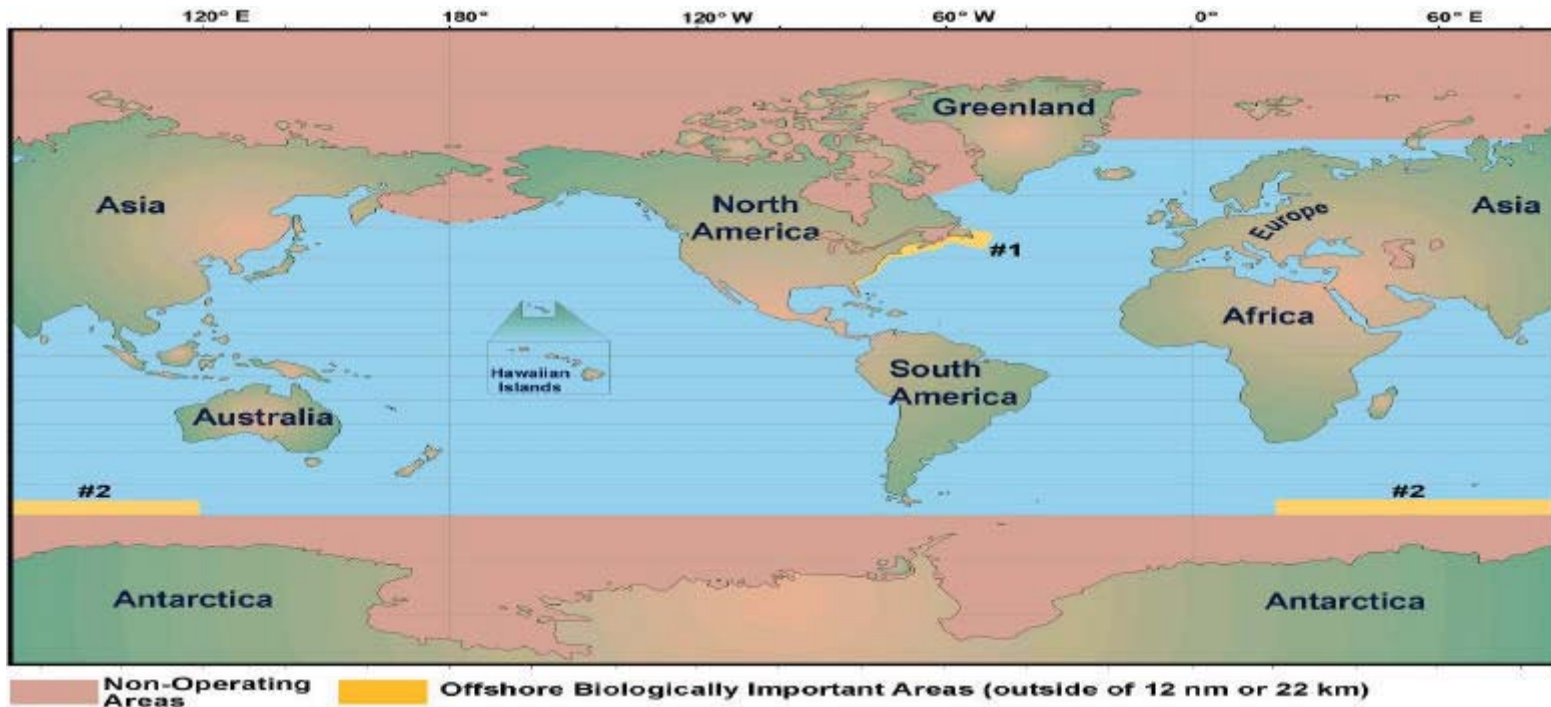 120° E 180° 120° W 60° W 0° 60° E
Greenland
Asia
North
America
Europe
Asia
#1
Africa
Hawaiian
Islands
South
America
Australia
#2
#2
Antarctica
Antarctica
Non-Operating
Areas
Offshore Biologically Important Areas (outside of 12 nm or 22 km)